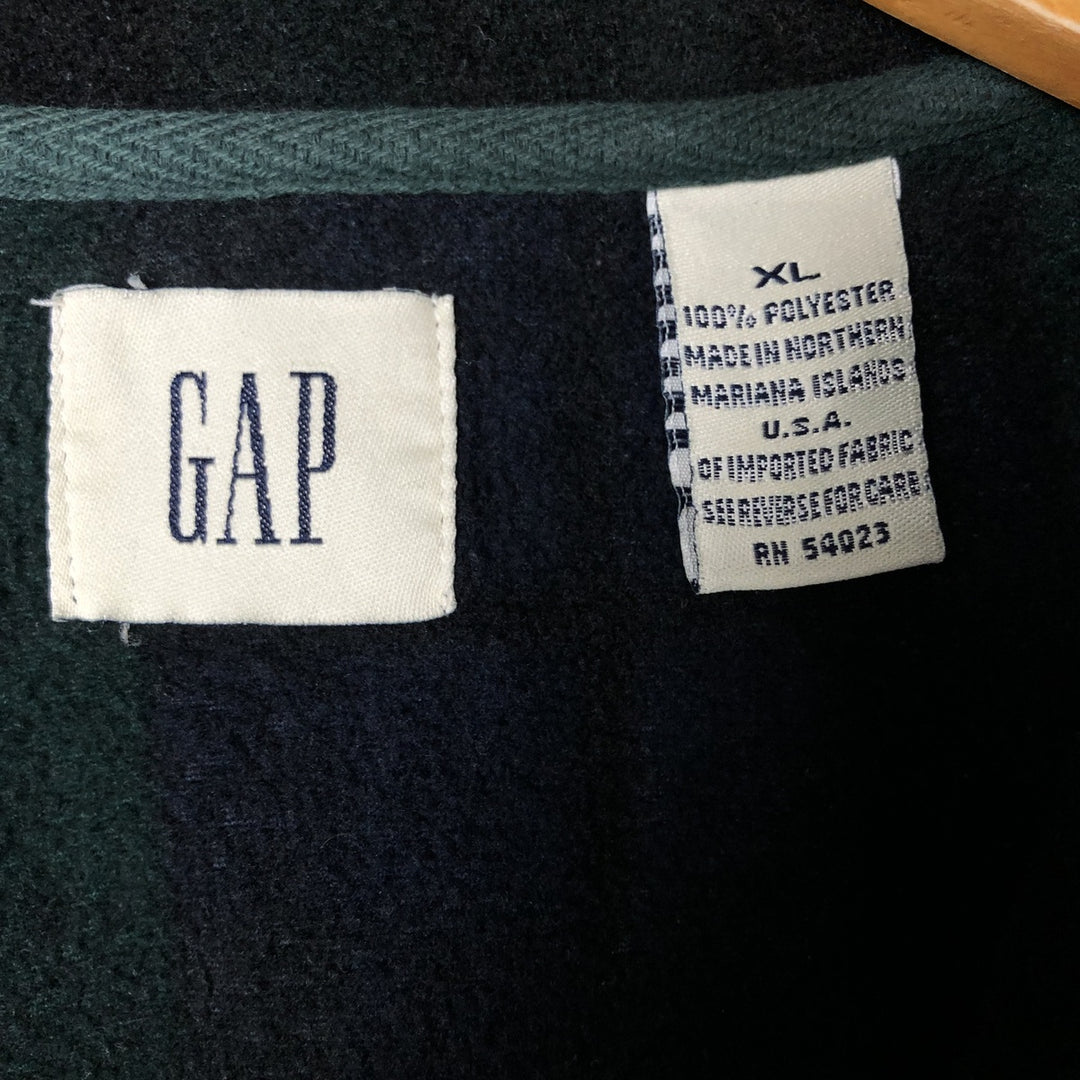 GAP
XL
100% POLYESTER
MADE IN NORTHERN
MARIANA ISLANDS
U.S.A.
OF IMPORTED FABRIC
SEE REVERSE FOR CARE
RN 54023